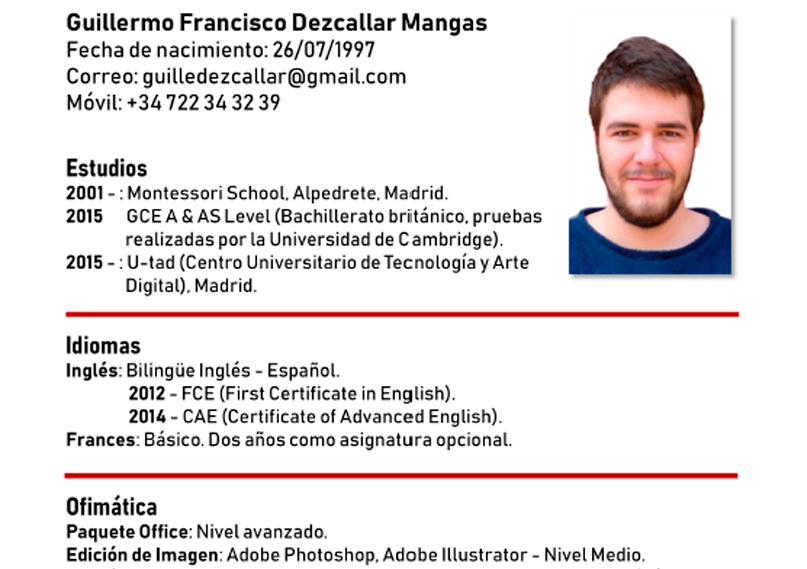 Guillermo Francisco Dezcallar Mangas
Fecha de nacimiento: 26/07/1997
Correo: guilledezcallar@gmail.com
Móvil: +34 722 34 32 39
Estudios
2001 - : Montessori School, Alpedrete, Madrid.
2015 GCE A & AS Level (Bachillerato británico, pruebas
realizadas por la Universidad de Cambridge).
2015 - : U-tad (Centro Universitario de Tecnología y Arte
Digital), Madrid.
Idiomas
Inglés: Bilingüe Inglés - Español.
2012 - FCE (First Certificate in English).
2014 - CAE (Certificate of Advanced English).
Frances: Básico. Dos años como asignatura opcional.
Ofimática
Paquete Office: Nivel avanzado.
Edición de Imagen: Adobe Photoshop, Adobe Illustrator - Nivel Medio.